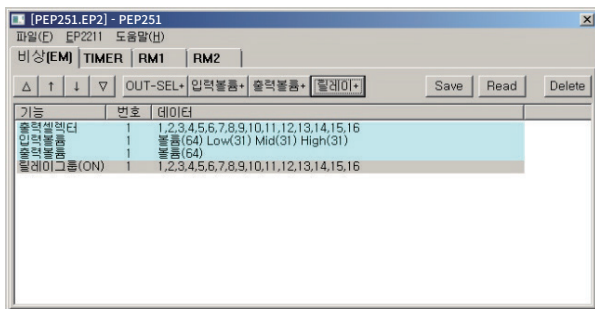 [PEP251.EP2] - PEP251
파일(F) EP2211 도움말(H)
비상(EM) TIMER RM1 RM2
△ ↑ ↓ ▽ OUT-SEL+ 입력볼륨+ 출력볼륨+ 릴레이+ Save Read Delete
기능 번호 데이터
출력셀렉터 1 1,2,3,4,5,6,7,8,9,10,11,12,13,14,15,16
입력볼륨 1 볼륨(64) Low(31) Mid(31) High(31)
출력볼륨 1 볼륨(64)
릴레이그룹(ON) 1 1,2,3,4,5,6,7,8,9,10,11,12,13,14,15,16